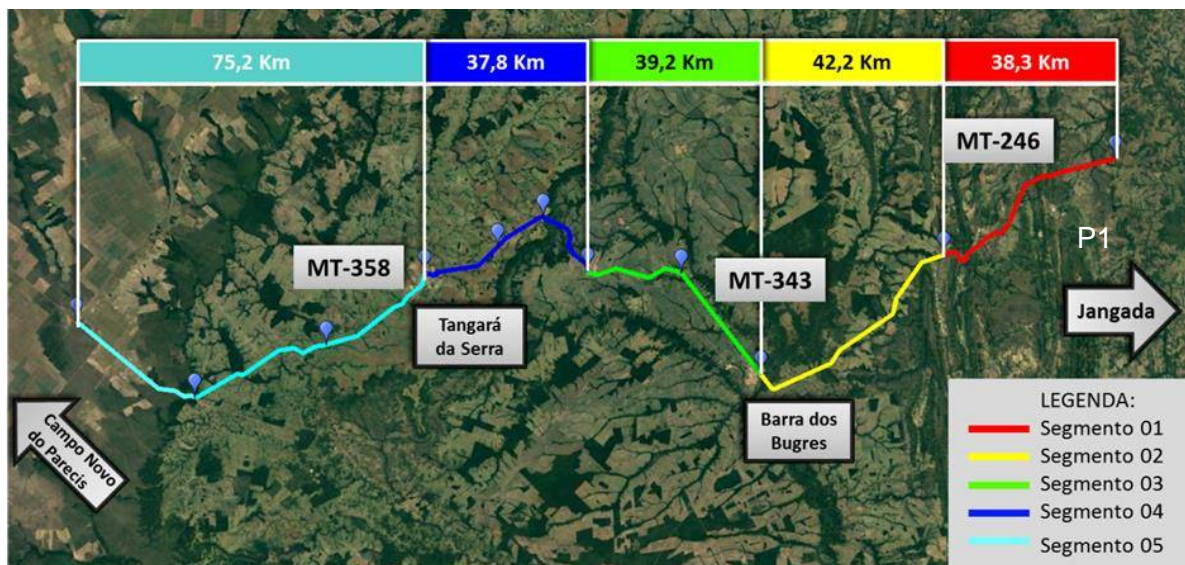 75,2 Km
37,8 Km
39,2 Km
42,2 Km
38,3 Km
MT-246
P1
MT-358
MT-343
Jangada
Tangará
da Serra
Campo Novo
do Parecis
Barra dos
Bugres
LEGENDA:
Segmento 01
Segmento 02
Segmento 03
Segmento 04
Segmento 05